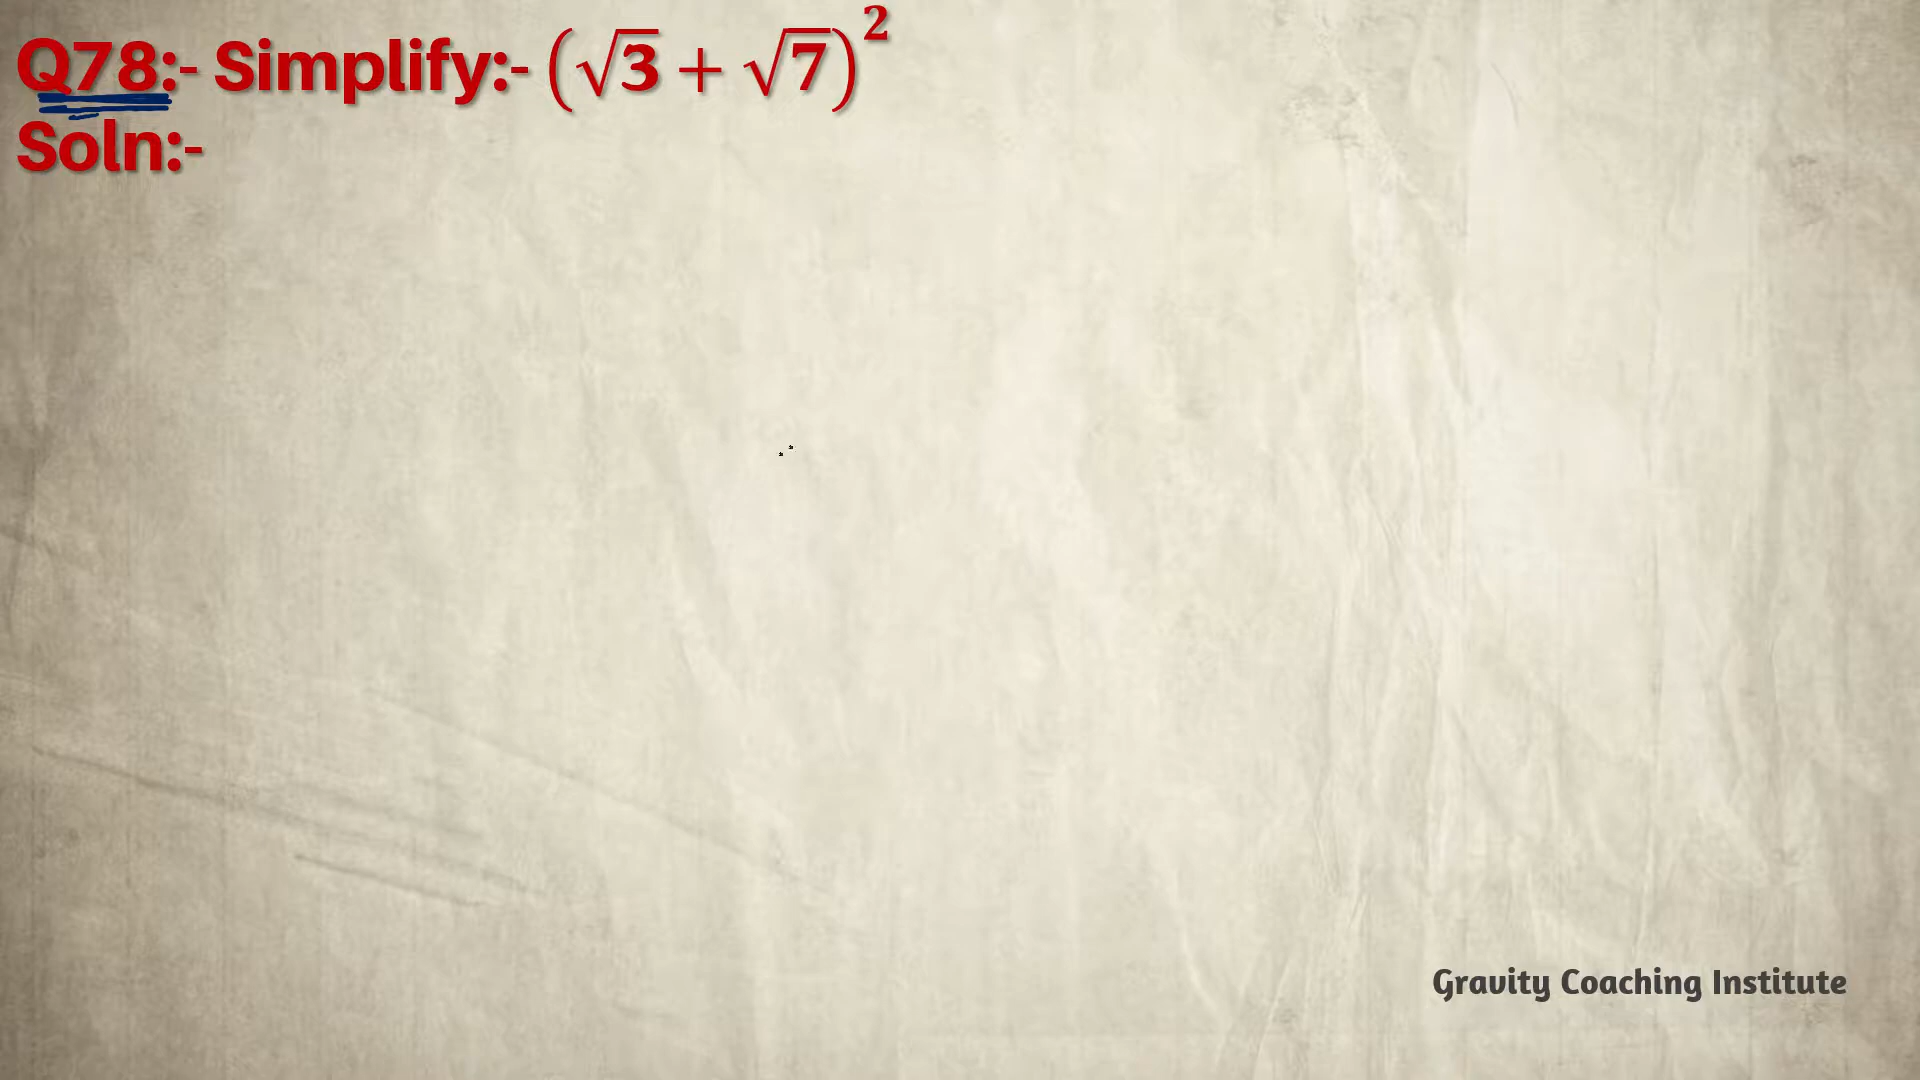 Q78:- Simplify:- (√3 + √7)²
Soln:-
Gravity Coaching Institute